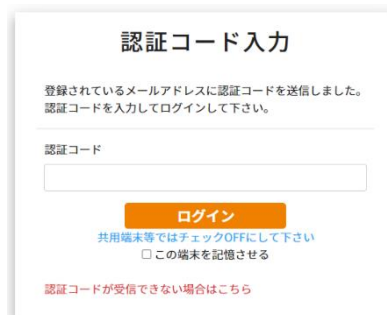 認証コード入力
登録されているメールアドレスに認証コードを送信しました。
認証コードを入力してログインして下さい。
認証コード
ログイン
共用端末等ではチェックOFFにして下さい
この端末を記憶させる
認証コードが受信できない場合はこちら